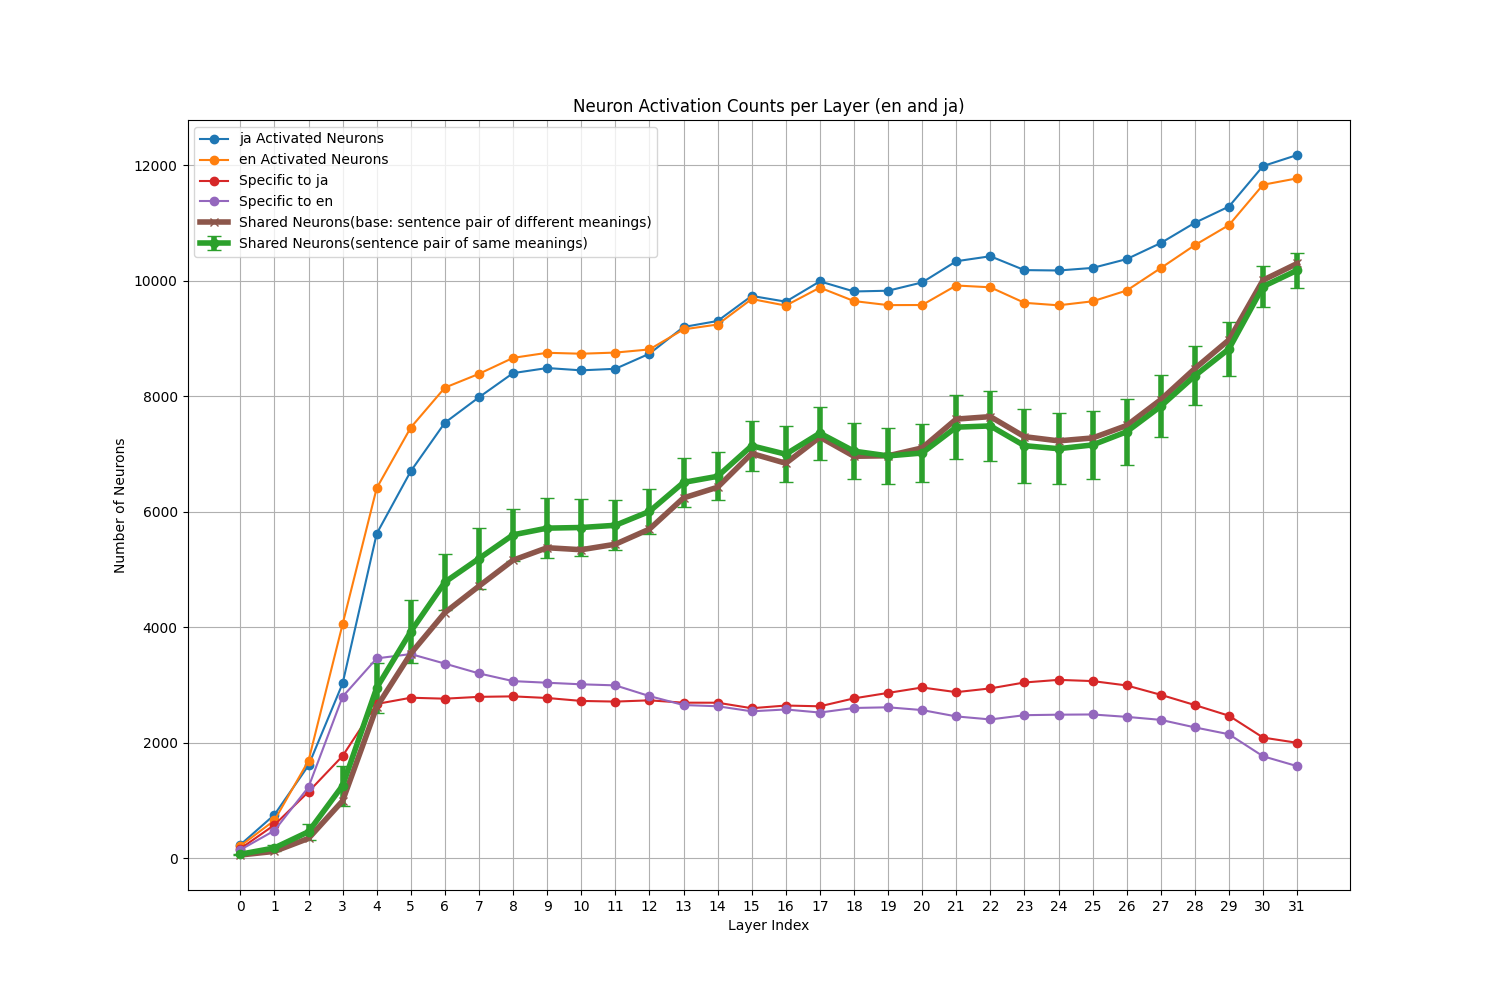 Neuron Activation Counts per Layer (en and ja)
ja Activated Neurons
en Activated Neurons
Specific to ja
Specific to en
Shared Neurons(base: sentence pair of different meanings)
Shared Neurons(sentence pair of same meanings)
12000
10000
8000
6000
4000
2000
0
Number of Neurons
0 1 2 3 4 5 6 7 8 9 10 11 12 13 14 15 16 17 18 19 20 21 22 23 24 25 26 27 28 29 30 31
Layer Index